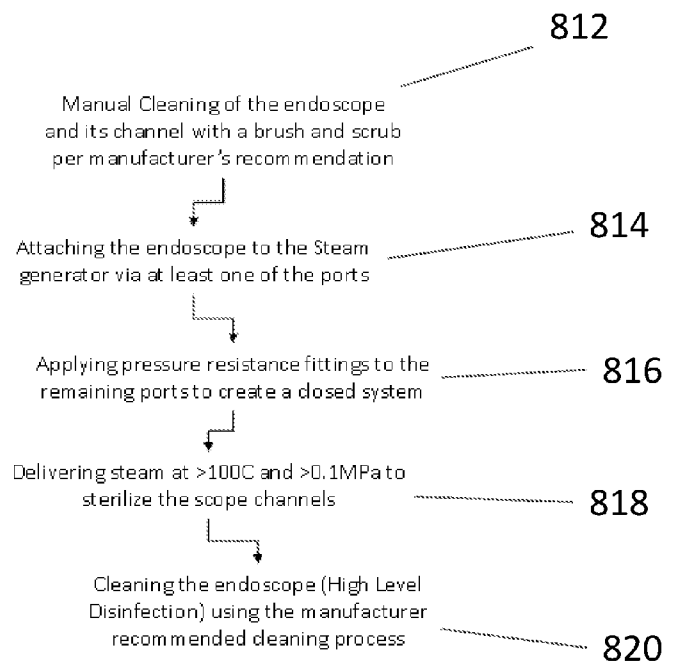 812
Manual Cleaning of the endoscope
and its channel with a brush and scrub
per manufacturer's recommendation
814
Attaching the endoscope to the Steam
generator via at least one of the ports
816
Applying pressure resistance fittings to the
remaining ports to create a closed system
Delivering steam at >100C and >0.1MPa to
sterilize the scope channels
818
Cleaning the endoscope (High Level
Disinfection) using the manufacturer
recommended cleaning process
820